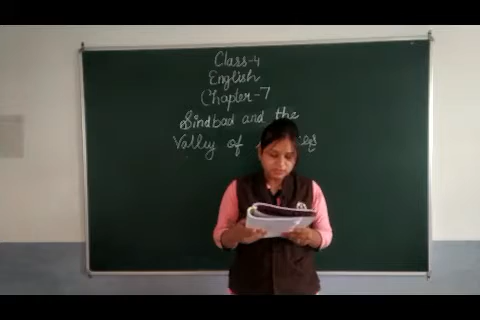 Class-4
English
Chapter-7
Sindbad and the
Valley of